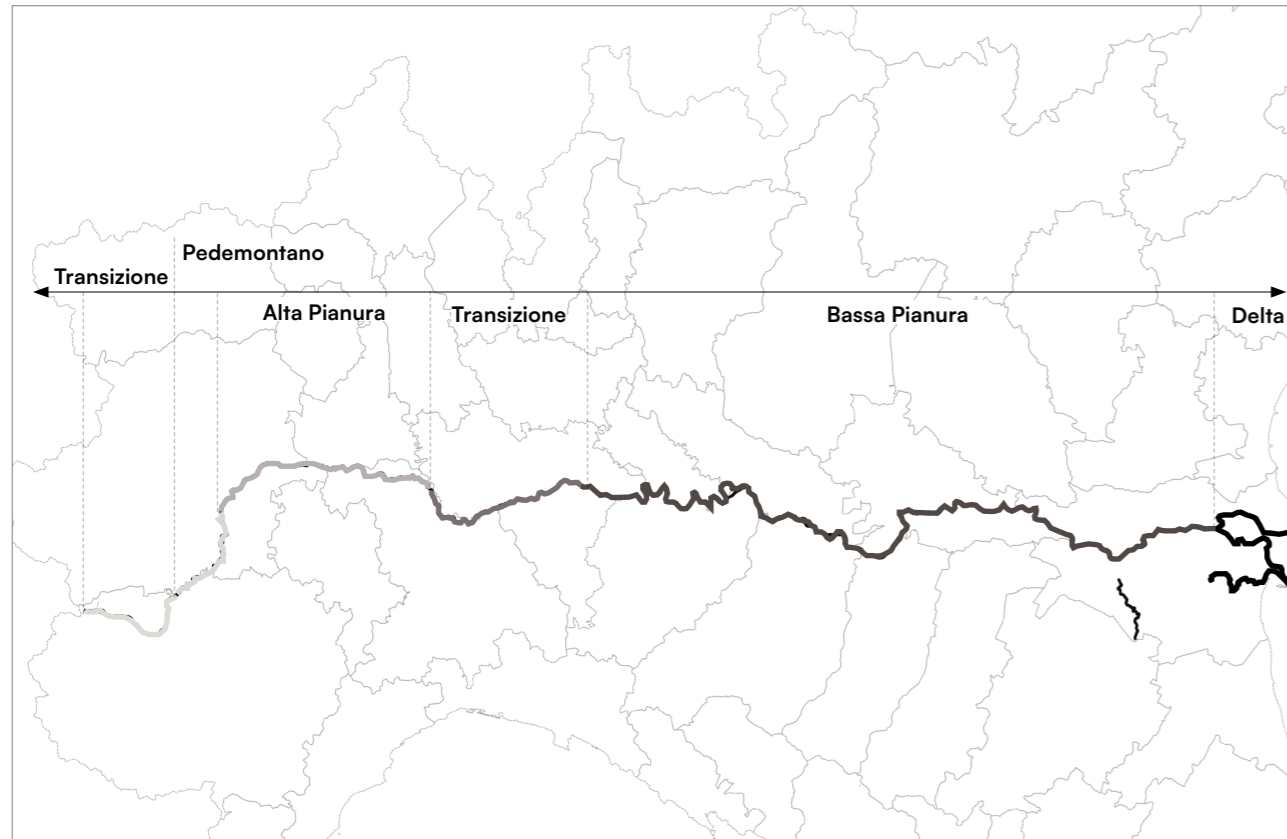 Pedemontano
Transizione
Alta Pianura
Transizione
Bassa Pianura
Delta